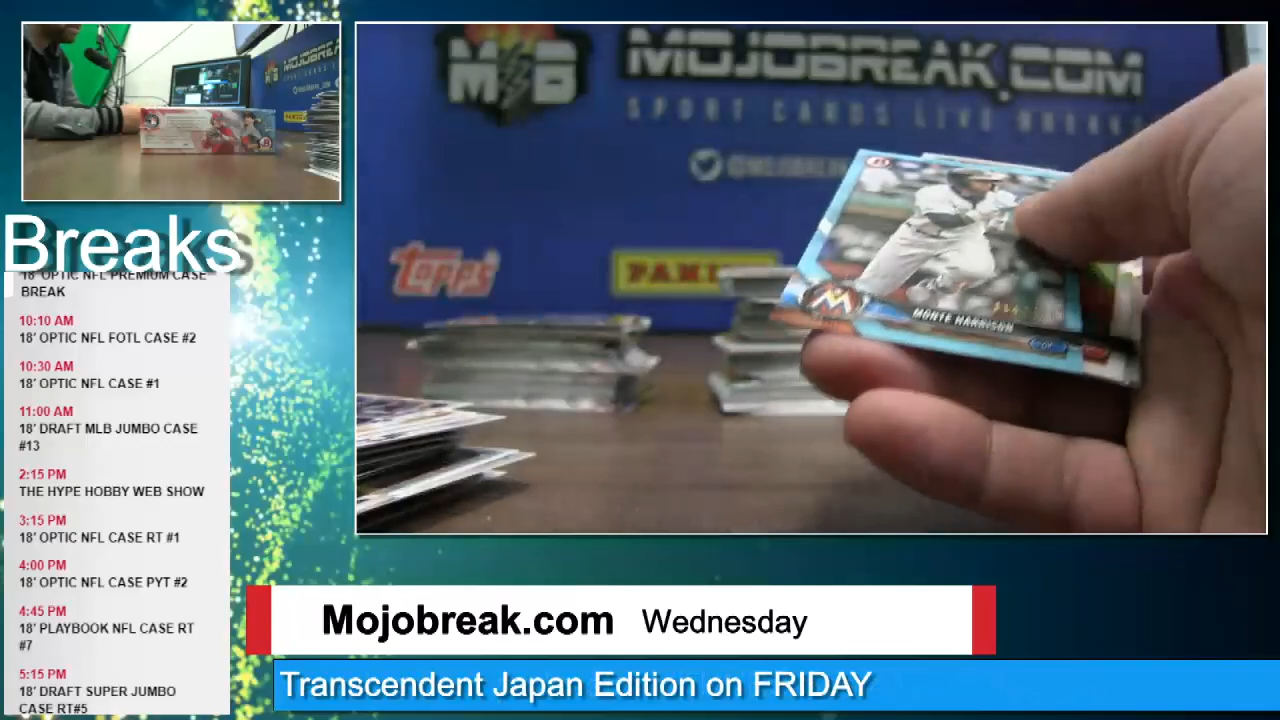 MOJOBREAK.COM
SPORT CARDS LIVE BREAKS
@MOJOBREAK
topps
PANINI
MONTE HARRISON
Breaks
18' OPTIC NFL PREMIUM CASE
BREAK
10:10 AM
18' OPTIC NFL FOTL CASE #2
10:30 AM
18' OPTIC NFL CASE #1
11:00 AM
18' DRAFT MLB JUMBO CASE
#13
2:15 PM
THE HYPE HOBBY WEB SHOW
3:15 PM
18' OPTIC NFL CASE RT #1
4:00 PM
18' OPTIC NFL CASE PYT #2
4:45 PM
18' PLAYBOOK NFL CASE RT
#7
5:15 PM
18' DRAFT SUPER JUMBO
CASE RT#5
Mojobreak.com Wednesday
Transcendent Japan Edition on FRIDAY